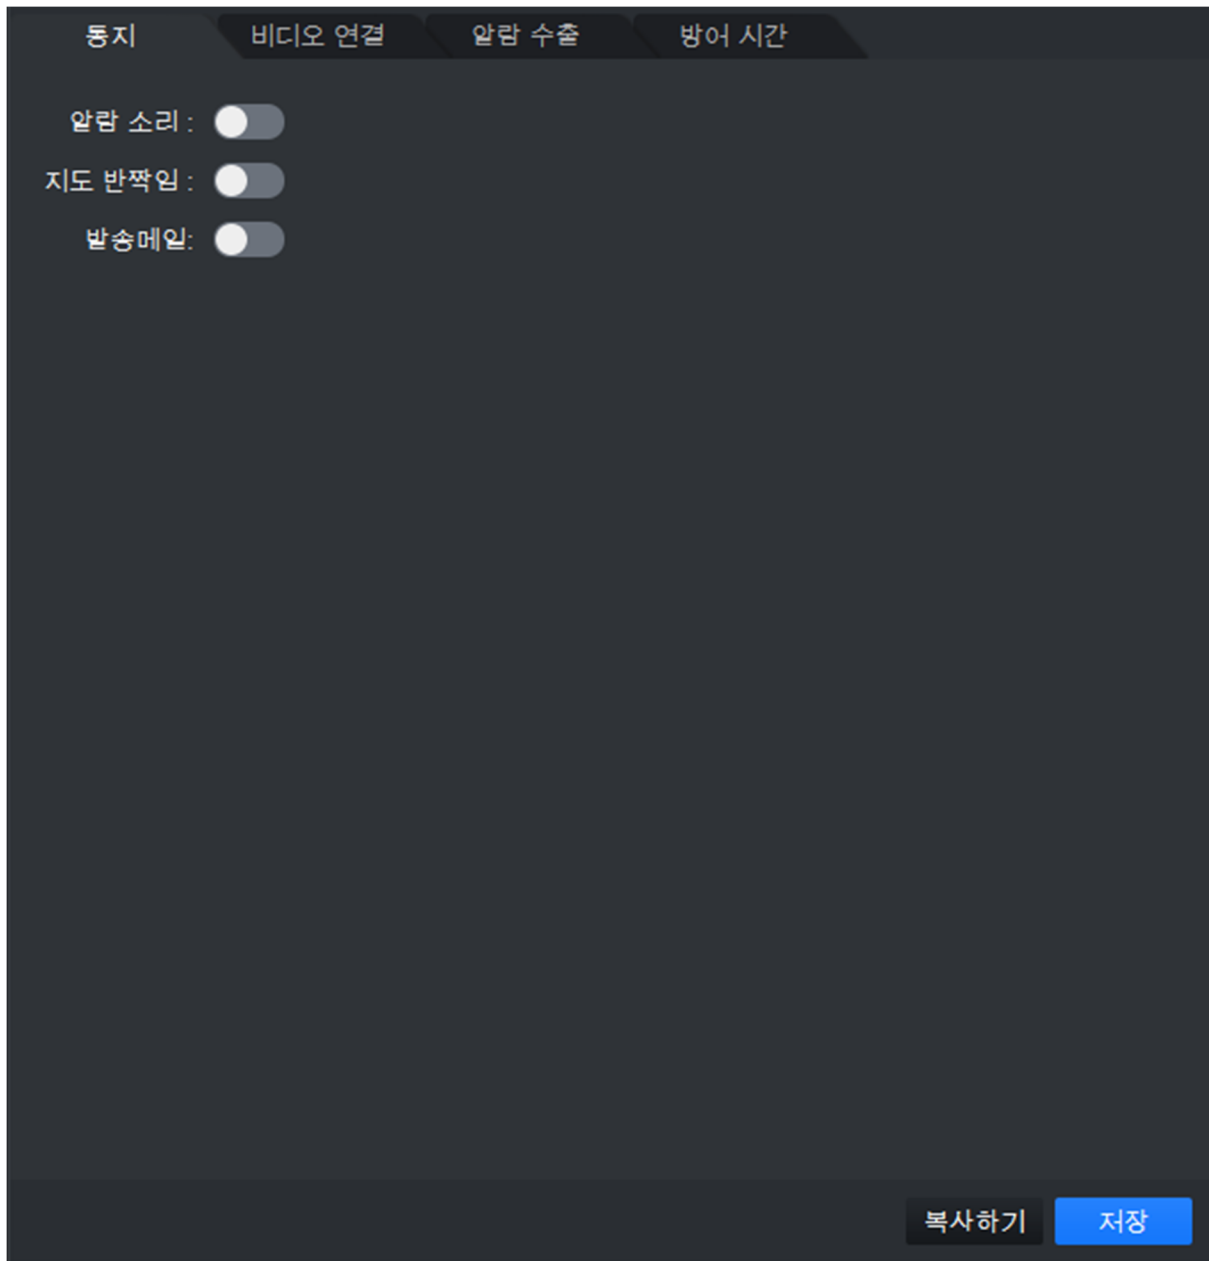 통지 비디오 연결 알람 수출 방어 시간
알람 소리 :
지도 반짝임 :
발송메일:
복사하기 저장